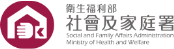 衛生福利部
社會及家庭署
Social and Family Affairs Administration
Ministry of Health and Welfare